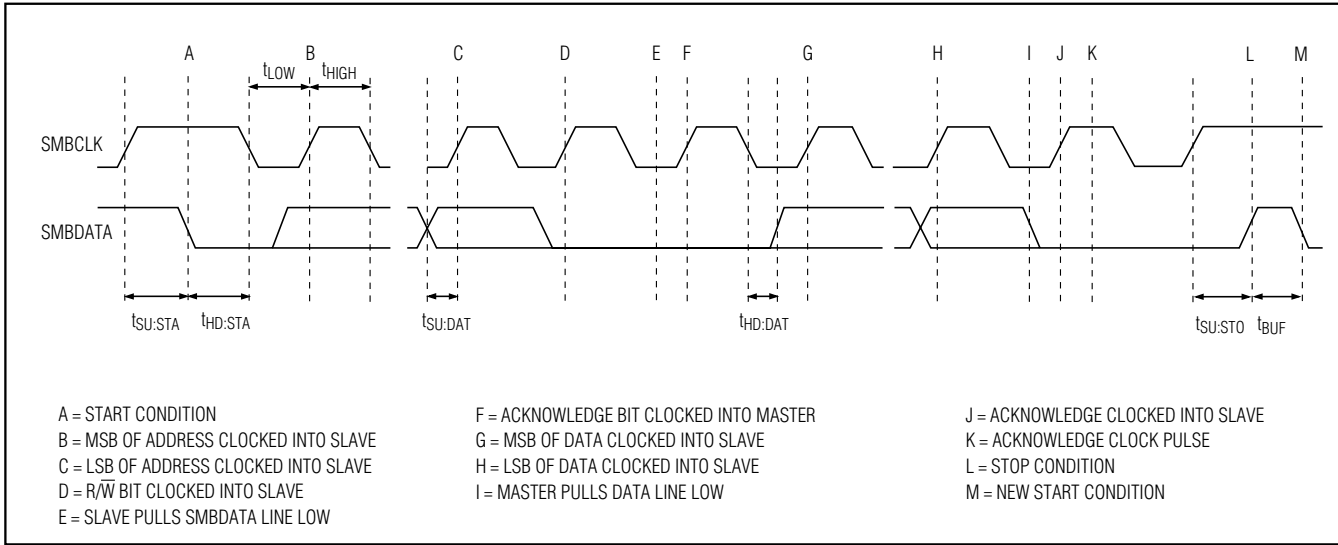 A B C D E F G H I J K L M
tLOW tHIGH
SMBCLK
SMBDATA
tSU:STA tHD:STA tSU:DAT tHD:DAT tSU:STO tBUF
A = START CONDITION
B = MSB OF ADDRESS CLOCKED INTO SLAVE
C = LSB OF ADDRESS CLOCKED INTO SLAVE
D = R/W̅ BIT CLOCKED INTO SLAVE
E = SLAVE PULLS SMBDATA LINE LOW
F = ACKNOWLEDGE BIT CLOCKED INTO MASTER
G = MSB OF DATA CLOCKED INTO SLAVE
H = LSB OF DATA CLOCKED INTO SLAVE
I = MASTER PULLS DATA LINE LOW
J = ACKNOWLEDGE CLOCKED INTO SLAVE
K = ACKNOWLEDGE CLOCK PULSE
L = STOP CONDITION
M = NEW START CONDITION